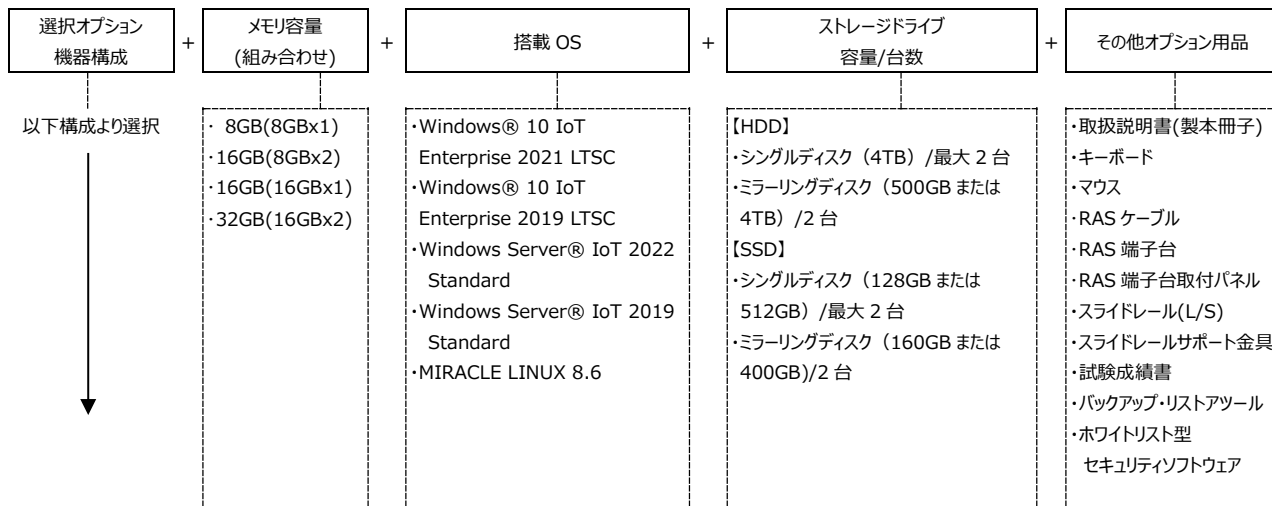 選択オプション
機器構成
+
メモリ容量
(組み合わせ)
+
搭載 OS
+
ストレージドライブ
容量/台数
+
その他オプション用品
以下構成より選択
・ 8GB(8GBx1)
・16GB(8GBx2)
・16GB(16GBx1)
・32GB(16GBx2)
・Windows® 10 IoT
Enterprise 2021 LTSC
・Windows® 10 IoT
Enterprise 2019 LTSC
・Windows Server® IoT 2022
Standard
・Windows Server® IoT 2019
Standard
・MIRACLE LINUX 8.6
【HDD】
・シングルディスク（4TB）/最大 2 台
・ミラーリングディスク（500GB または
4TB）/2 台
【SSD】
・シングルディスク（128GB または
512GB）/最大 2 台
・ミラーリングディスク（160GB または
400GB)/2 台
・取扱説明書(製本冊子)
・キーボード
・マウス
・RAS ケーブル
・RAS 端子台
・RAS 端子台取付パネル
・スライドレール(L/S)
・スライドレールサポート金具
・試験成績書
・バックアップ・リストアツール
・ホワイトリスト型
セキュリティソフトウェア